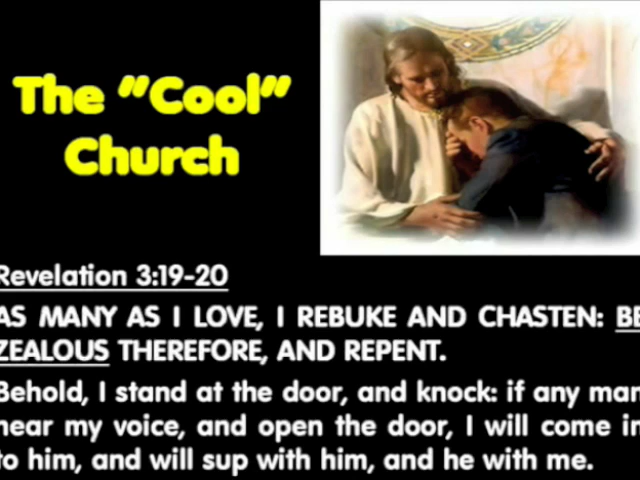 The "Cool"
Church
Revelation 3:19-20
AS MANY AS I LOVE, I REBUKE AND CHASTEN: BE
ZEALOUS THEREFORE, AND REPENT.
Behold, I stand at the door, and knock: if any man
hear my voice, and open the door, I will come in
to him, and will sup with him, and he with me.